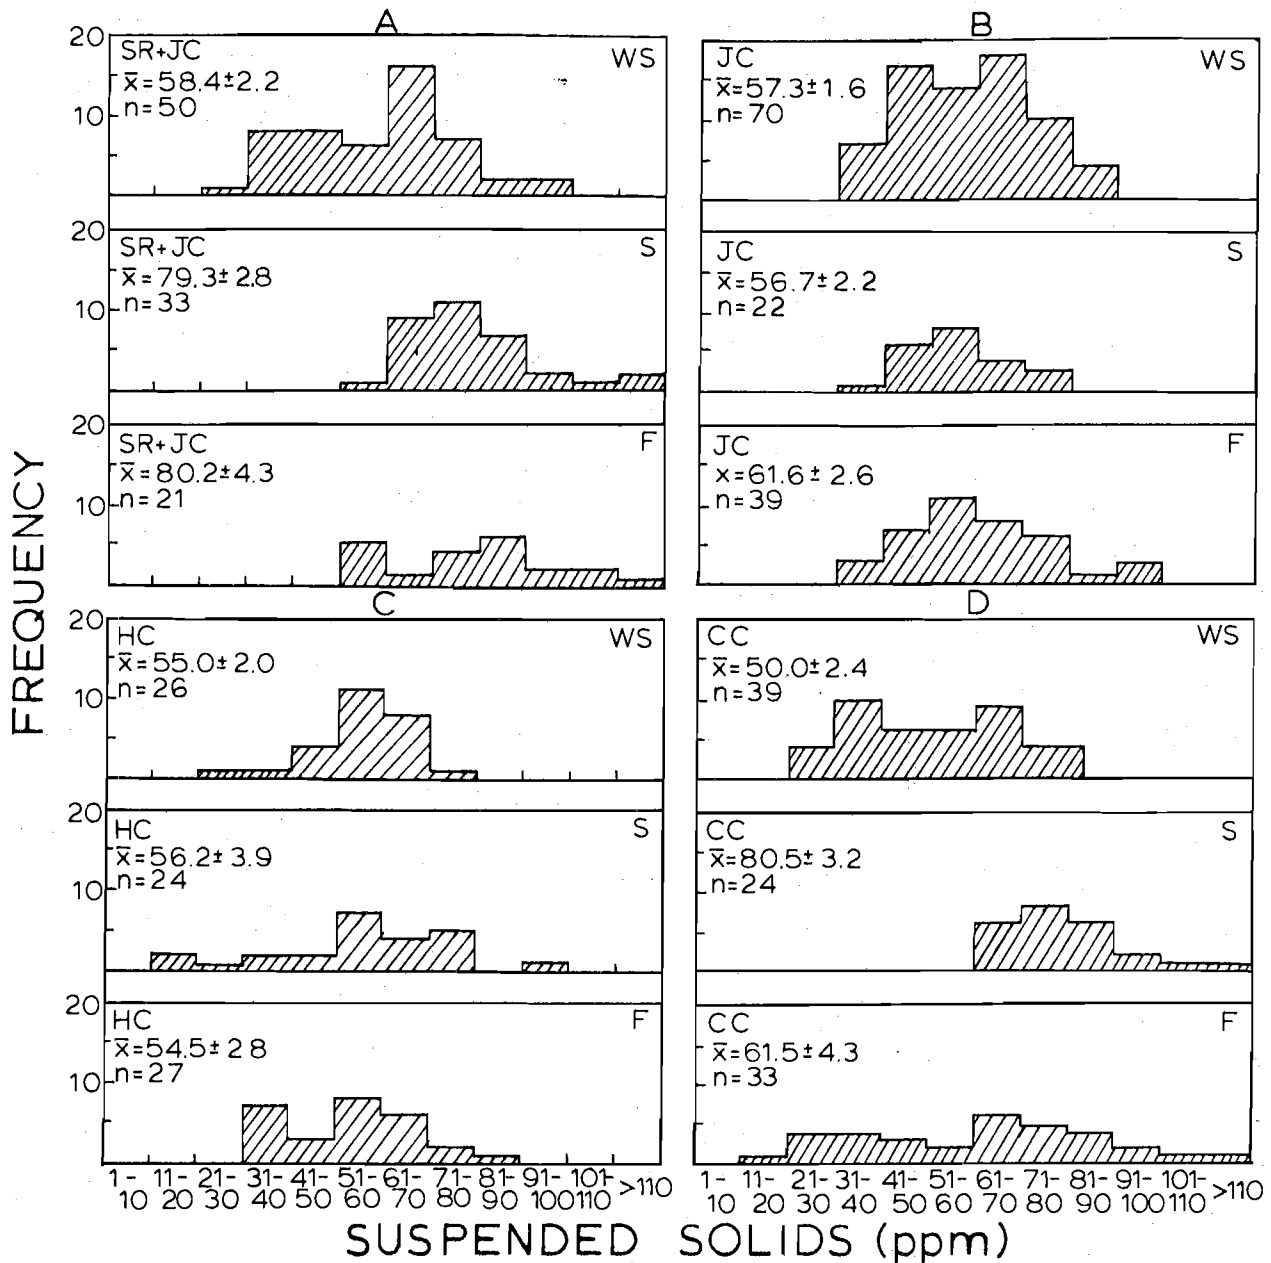 A
20
SR+JC
WS
x̄=58.4±2.2
n=50
10
20
SR+JC
S
x̄=79.3±2.8
n=33
10
20
SR+JC
F
x̄=80.2±4.3
n=21
10
B
JC
WS
x̄=57.3±1.6
n=70
JC
S
x̄=56.7±2.2
n=22
JC
F
x=61.6±2.6
n=39
C
20
HC
WS
x̄=55.0±2.0
n=26
10
20
HC
S
x̄=56.2±3.9
n=24
10
20
HC
F
x̄=54.5±2.8
n=27
10
D
CC
WS
x̄=50.0±2.4
n=39
CC
S
x̄=80.5±3.2
n=24
CC
F
x̄=61.5±4.3
n=33
FREQUENCY
1- 11- 21- 31- 41- 51- 61- 71- 81- 91- 101- >110
10 20 30 40 50 60 70 80 90 100 110
1- 11- 21- 31- 41- 51- 61- 71- 81- 91- 101- >110
10 20 30 40 50 60 70 80 90 100 110
SUSPENDED SOLIDS (ppm)